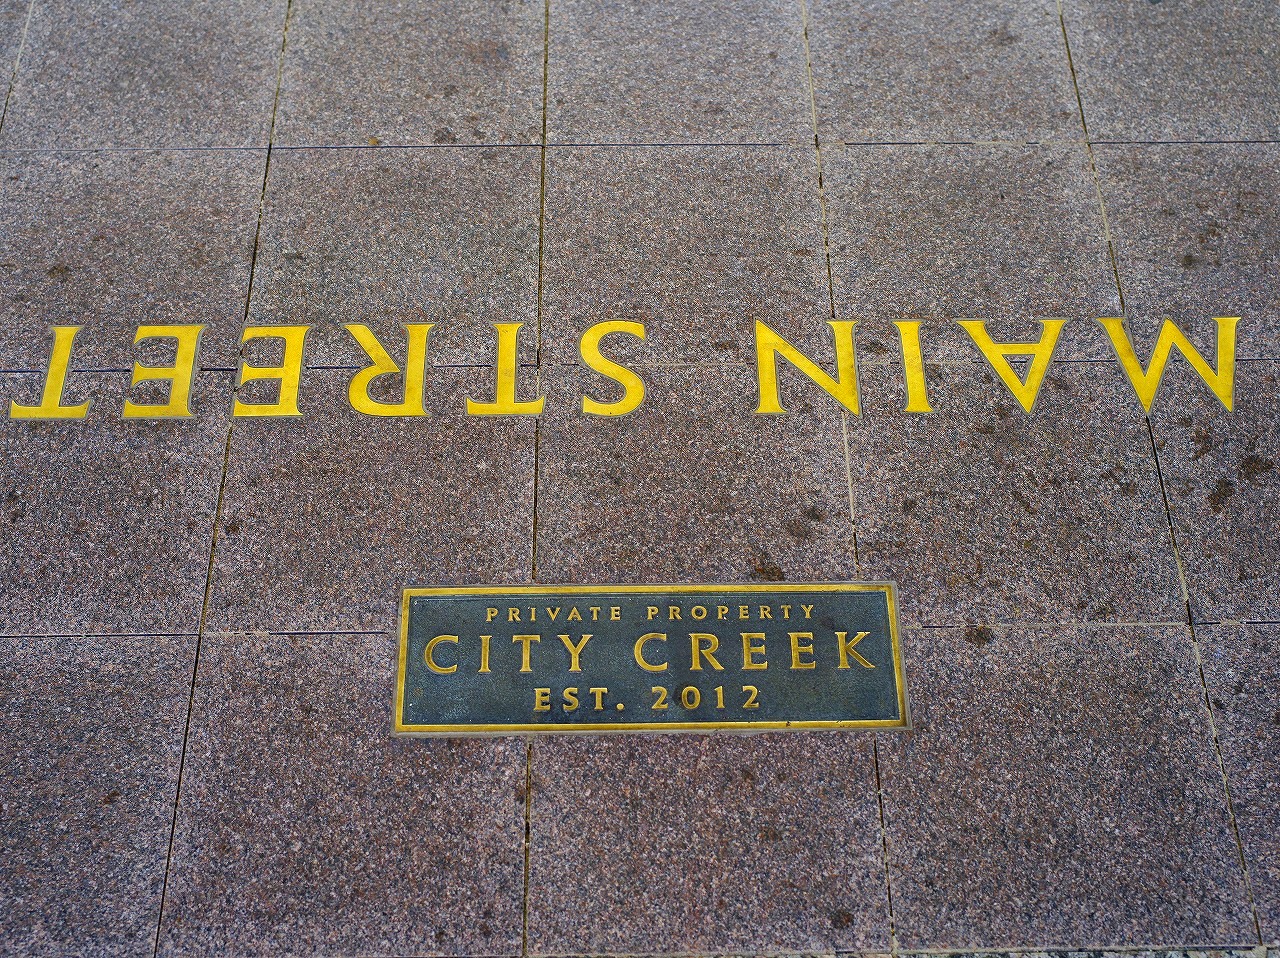 MAIN STREET
PRIVATE PROPERTY
CITY CREEK
EST. 2012